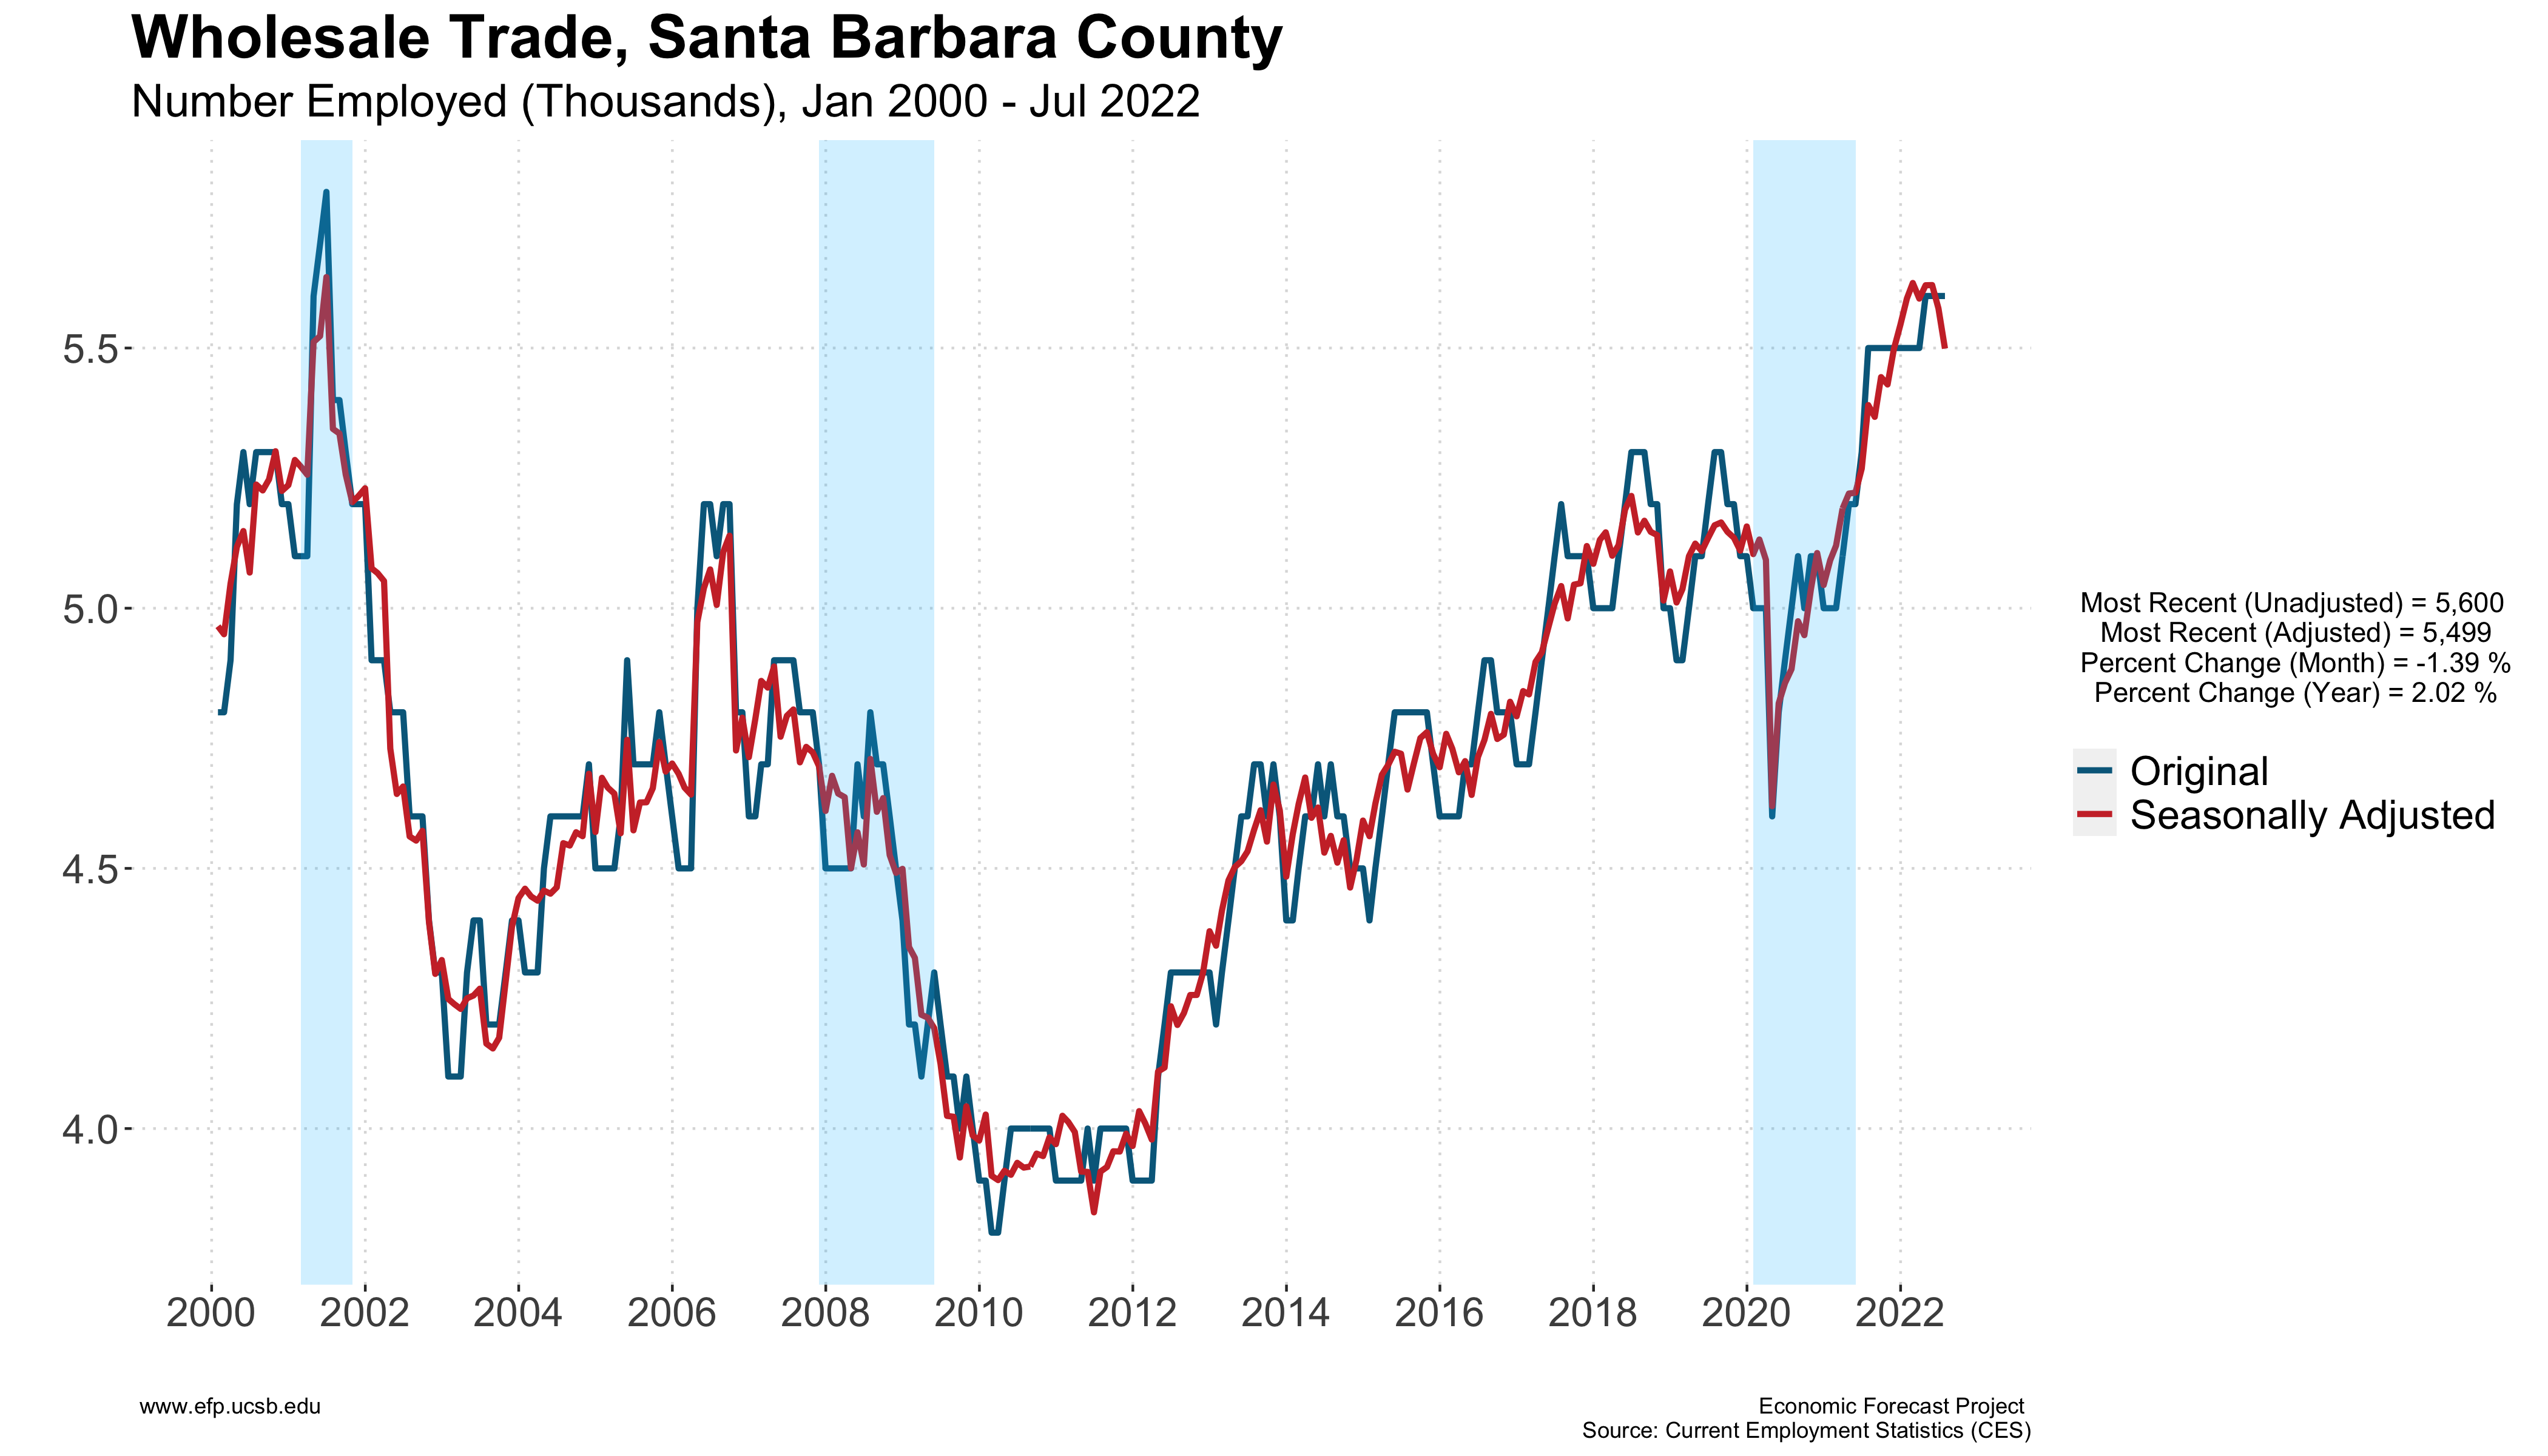 Wholesale Trade, Santa Barbara County
Number Employed (Thousands), Jan 2000 - Jul 2022
5.5
5.0
4.5
4.0
2000 2002 2004 2006 2008 2010 2012 2014 2016 2018 2020 2022
Most Recent (Unadjusted) = 5,600
Most Recent (Adjusted) = 5,499
Percent Change (Month) = -1.39 %
Percent Change (Year) = 2.02 %
Original
Seasonally Adjusted
www.efp.ucsb.edu
Economic Forecast Project
Source: Current Employment Statistics (CES)